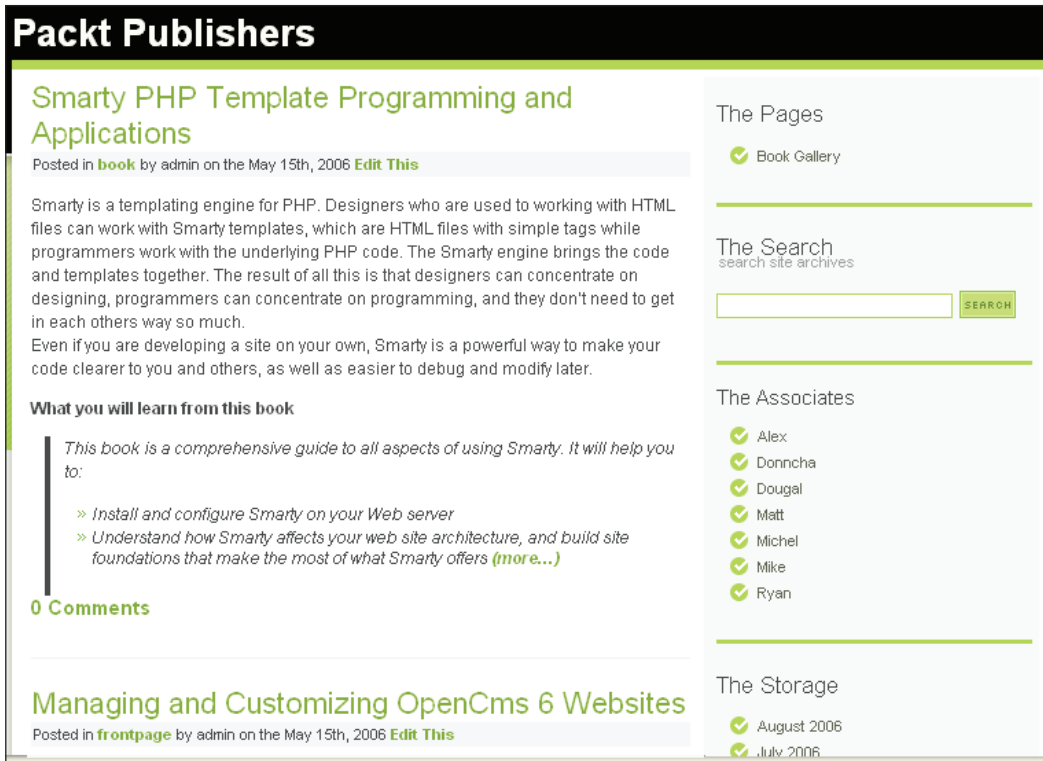 Packt Publishers
Smarty PHP Template Programming and
Applications
Posted in book by admin on the May 15th, 2006 Edit This
Smarty is a templating engine for PHP. Designers who are used to working with HTML
files can work with Smarty templates, which are HTML files with simple tags while
programmers work with the underlying PHP code. The Smarty engine brings the code
and templates together. The result of all this is that designers can concentrate on
designing, programmers can concentrate on programming, and they don't need to get
in each others way so much.
Even if you are developing a site on your own, Smarty is a powerful way to make your
code clearer to you and others, as well as easier to debug and modify later.
What you will learn from this book
This book is a comprehensive guide to all aspects of using Smarty. It will help you
to:
» Install and configure Smarty on your Web server
» Understand how Smarty affects your web site architecture, and build site
foundations that make the most of what Smarty offers (more...)
0 Comments
Managing and Customizing OpenCms 6 Websites
Posted in frontpage by admin on the May 15th, 2006 Edit This
The Pages
Book Gallery
The Search
search site archives
SEARCH
The Associates
Alex
Donncha
Dougal
Matt
Michel
Mike
Ryan
The Storage
August 2006
July 2006